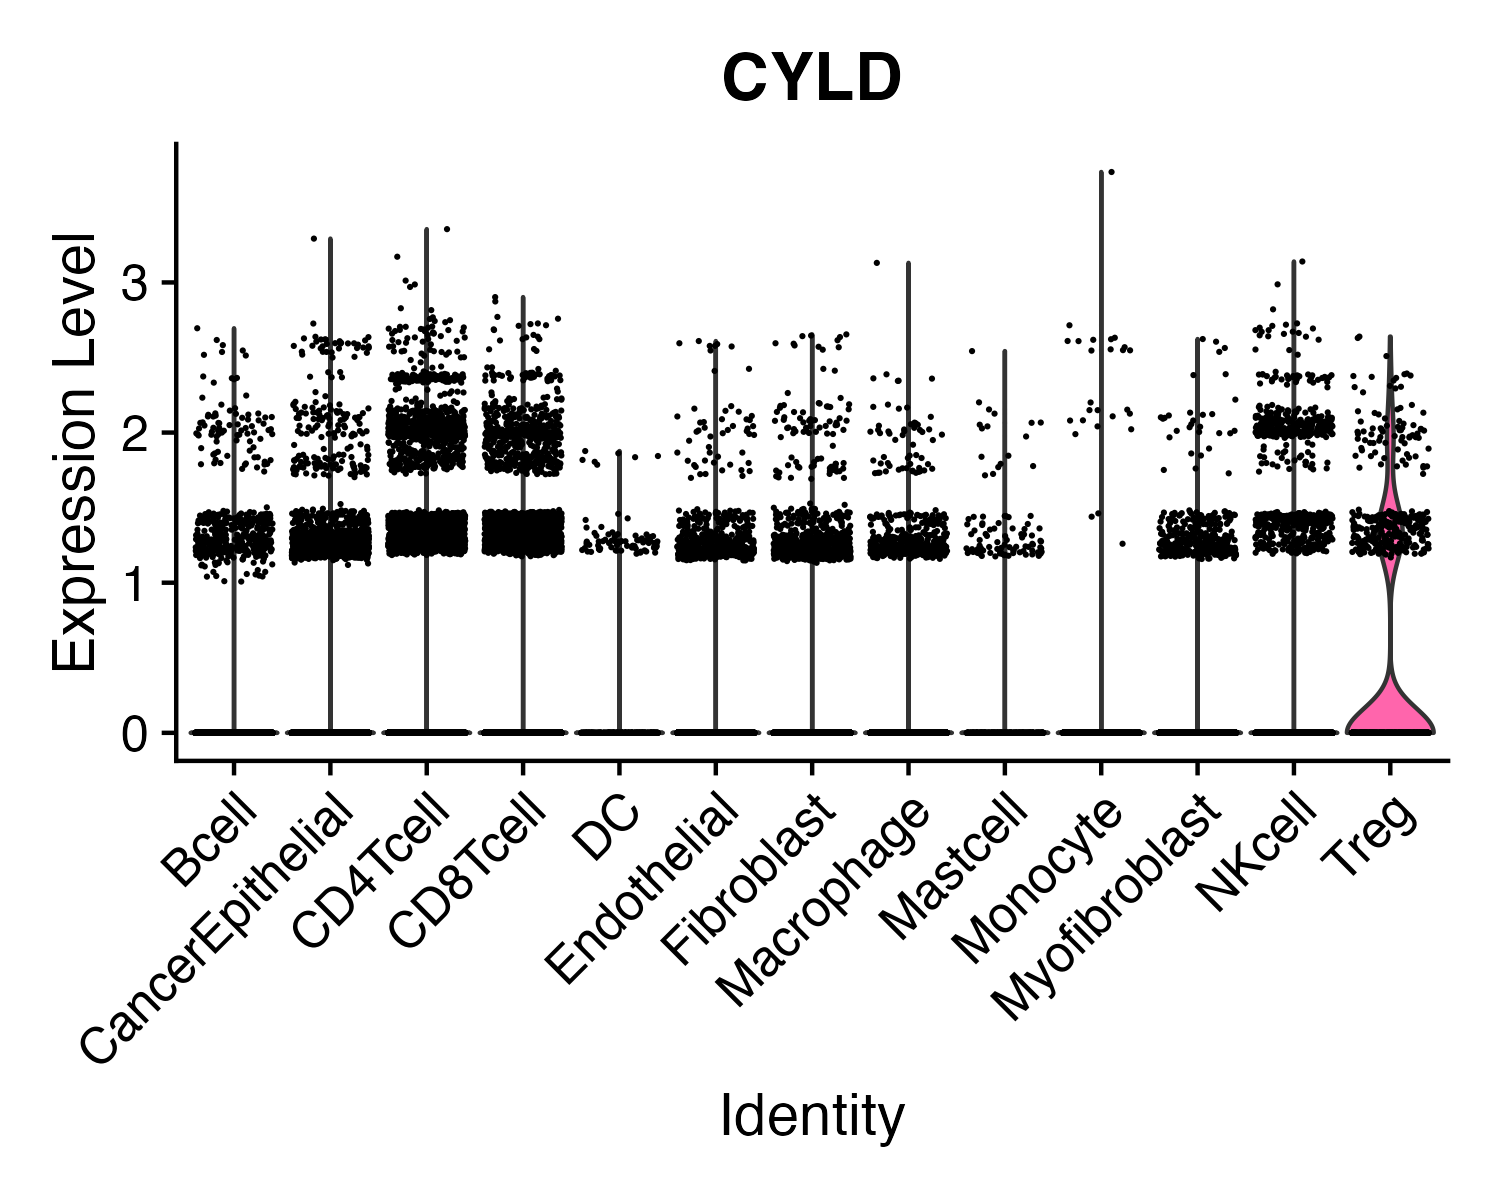 CYLD
Expression Level
3
2
1
0
Bcell
CancerEpithelial
CD4Tcell
CD8Tcell
DC
Endothelial
Fibroblast
Macrophage
Mastcell
Monocyte
Myofibroblast
NKcell
Treg
Identity